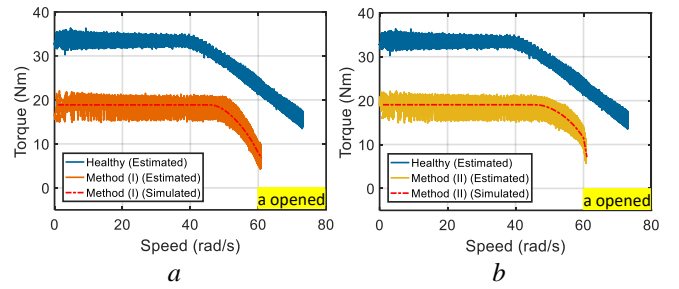 40
30
20
10
0
Torque (Nm)
Healthy (Estimated)
Method (I) (Estimated)
Method (I) (Simulated)
a opened
0 20 40 60 80
Speed (rad/s)
a
40
30
20
10
0
Torque (Nm)
Healthy (Estimated)
Method (II) (Estimated)
Method (II) (Simulated)
a opened
0 20 40 60 80
Speed (rad/s)
b